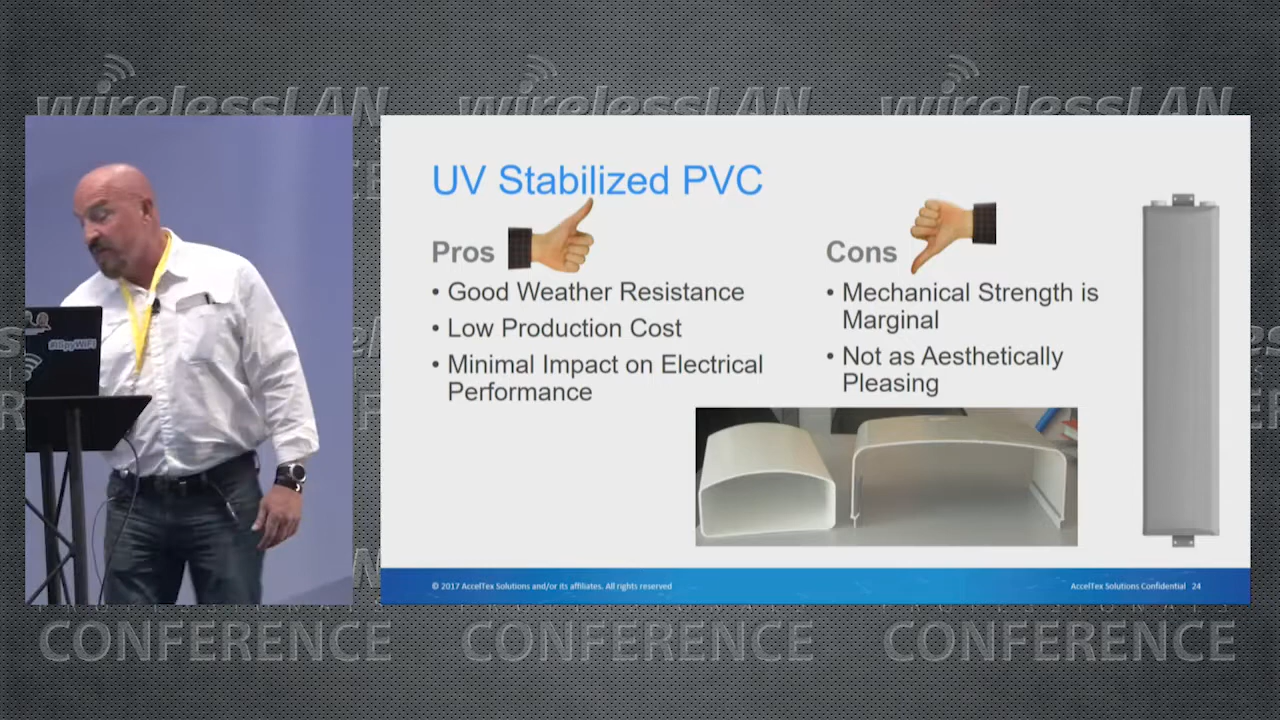 wirelessLAN wirelessLAN wirelessLAN
UV Stabilized PVC
Pros
• Good Weather Resistance
• Low Production Cost
• Minimal Impact on Electrical
Performance
Cons
• Mechanical Strength is
Marginal
• Not as Aesthetically
Pleasing
#iSpyWiFi
© 2017 AccelTex Solutions and/or its affiliates. All rights reserved
AccelTex Solutions Confidential 24
CONFERENCE CONFERENCE CONFERENCE